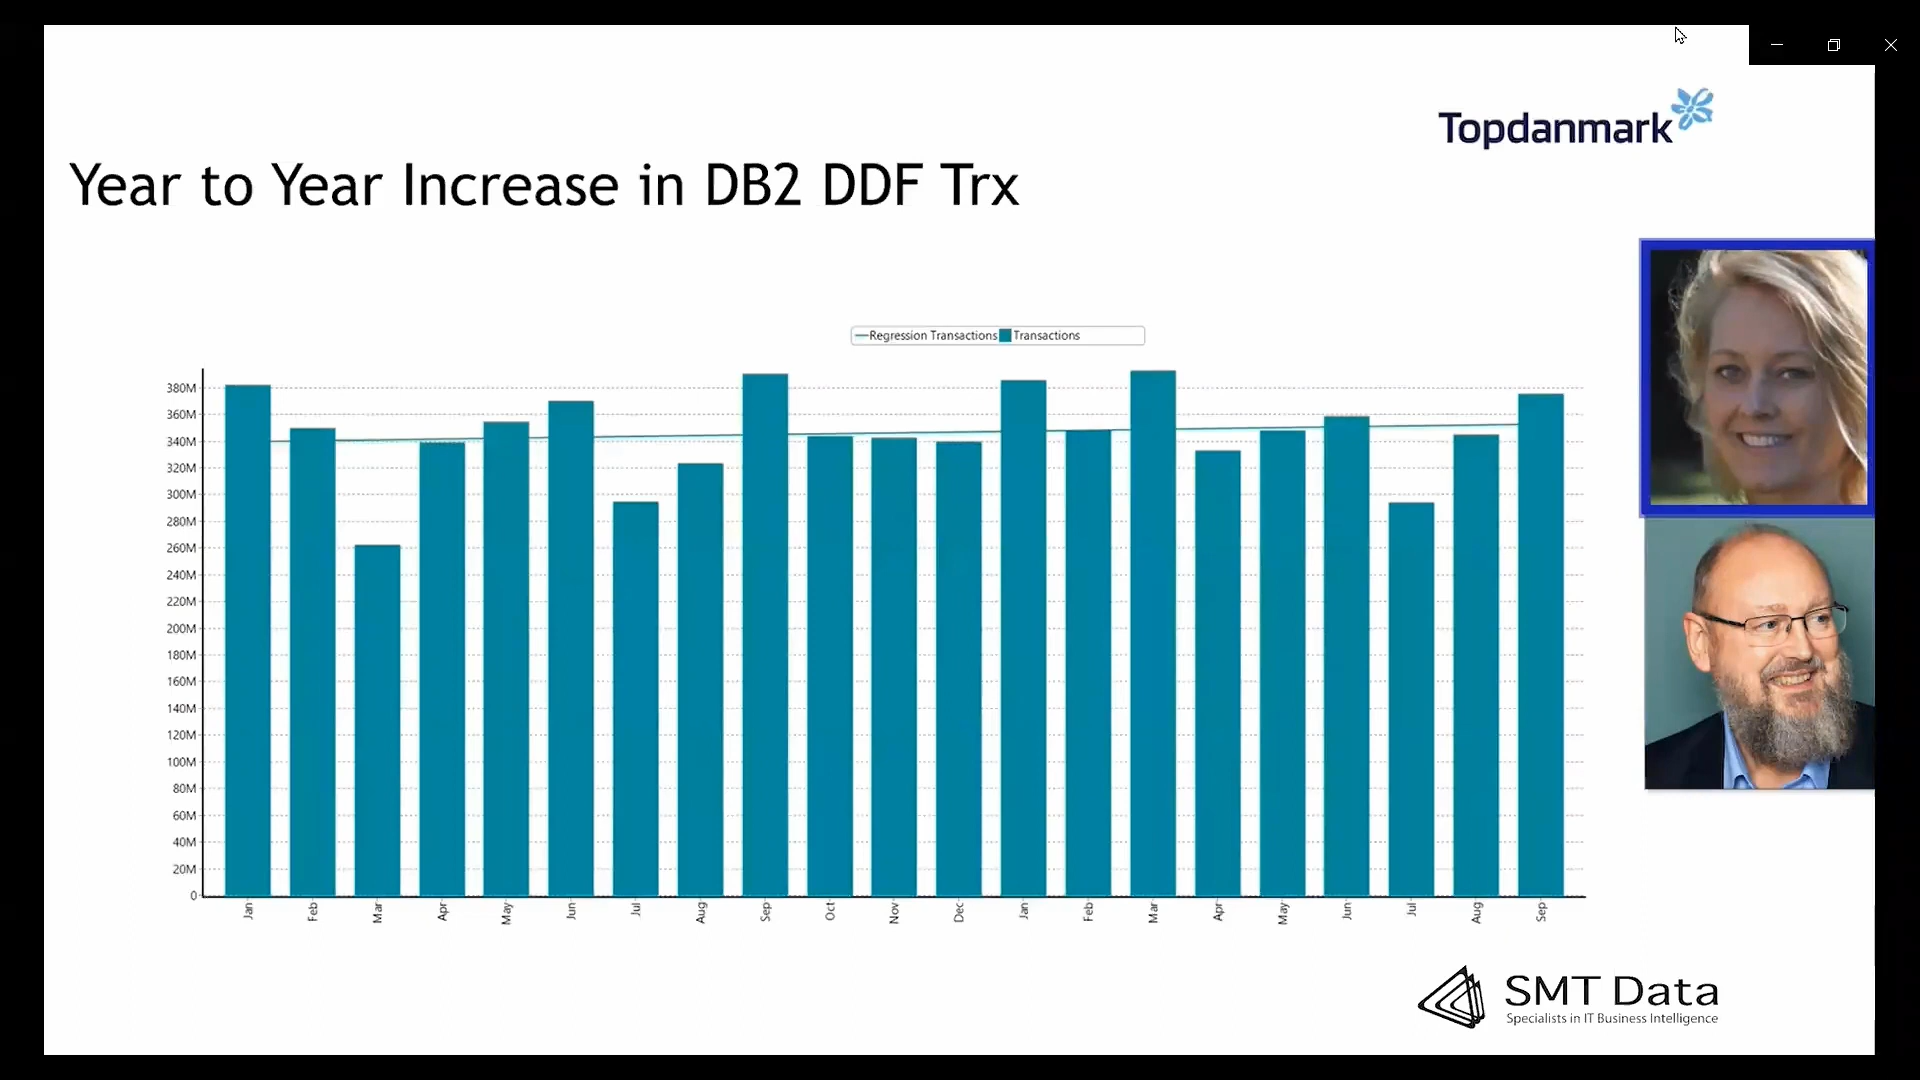 Topdanmark
Year to Year Increase in DB2 DDF Trx
Regression Transactions Transactions
380M
360M
340M
320M
300M
280M
260M
240M
220M
200M
180M
160M
140M
120M
100M
80M
60M
40M
20M
0
Jan Feb Mar Apr May Jun Jul Aug Sep Oct Nov Dec Jan Feb Mar Apr May Jun Jul Aug Sep
SMT Data
Specialists in IT Business Intelligence